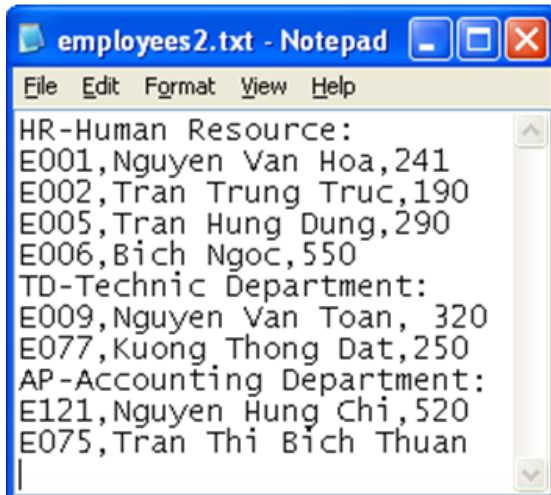 employees2.txt - Notepad
File Edit Format View Help
HR-Human Resource:
E001,Nguyen Van Hoa,241
E002,Tran Trung Truc,190
E005,Tran Hung Dung,290
E006,Bich Ngoc,550
TD-Technic Department:
E009,Nguyen Van Toan, 320
E077,Kuong Thong Dat,250
AP-Accounting Department:
E121,Nguyen Hung Chi,520
E075,Tran Thi Bich Thuan